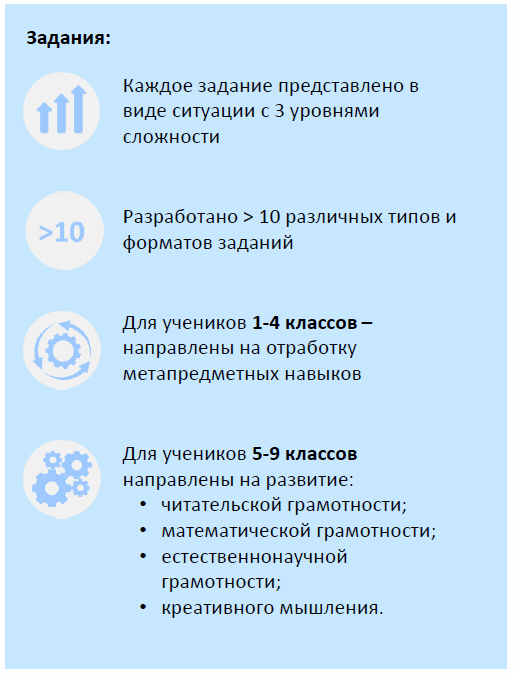 Задания:
Каждое задание представлено в
виде ситуации с 3 уровнями
сложности
>10
Разработано > 10 различных типов и
форматов заданий
Для учеников 1-4 классов –
направлены на отработку
метапредметных навыков
Для учеников 5-9 классов
направлены на развитие:
• читательской грамотности;
• математической грамотности;
• естественнонаучной
грамотности;
• креативного мышления.